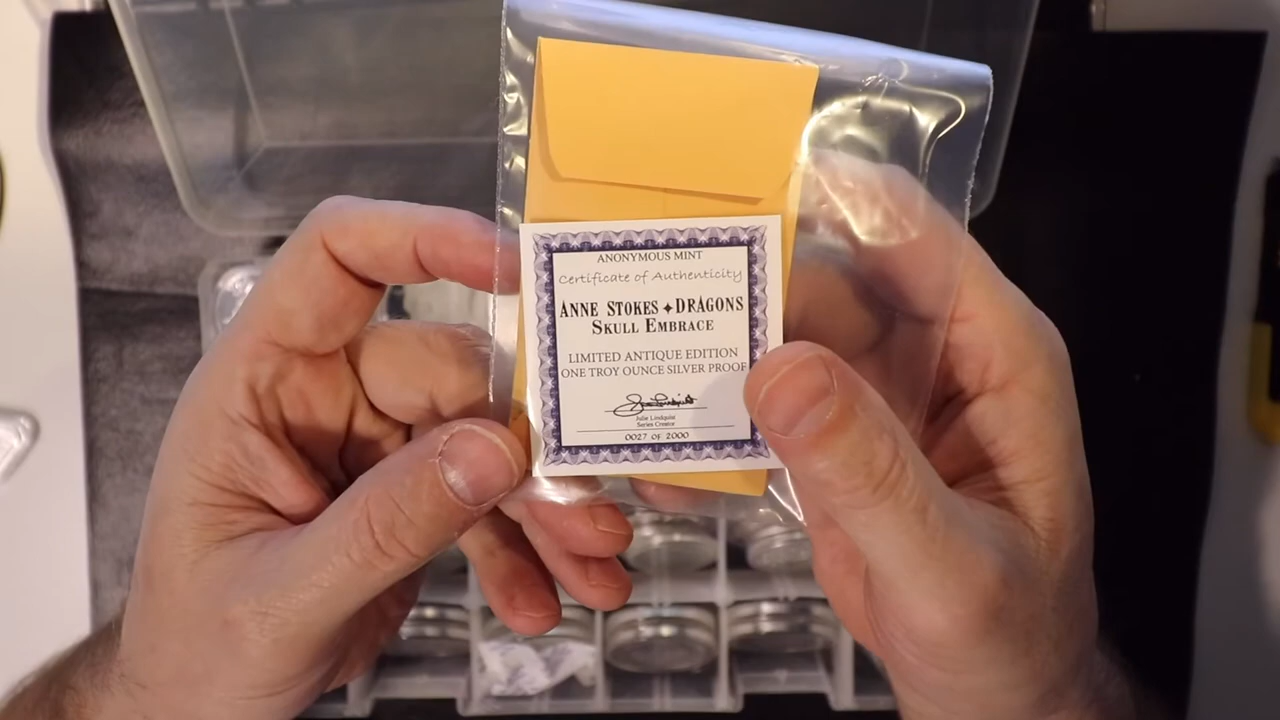 ANONYMOUS MINT
Certificate of Authenticity
ANNE STOKES ✦ DRAGONS
SKULL EMBRACE
LIMITED ANTIQUE EDITION
ONE TROY OUNCE SILVER PROOF
Julie Lindquist
Series Creator
0027 OF 2000